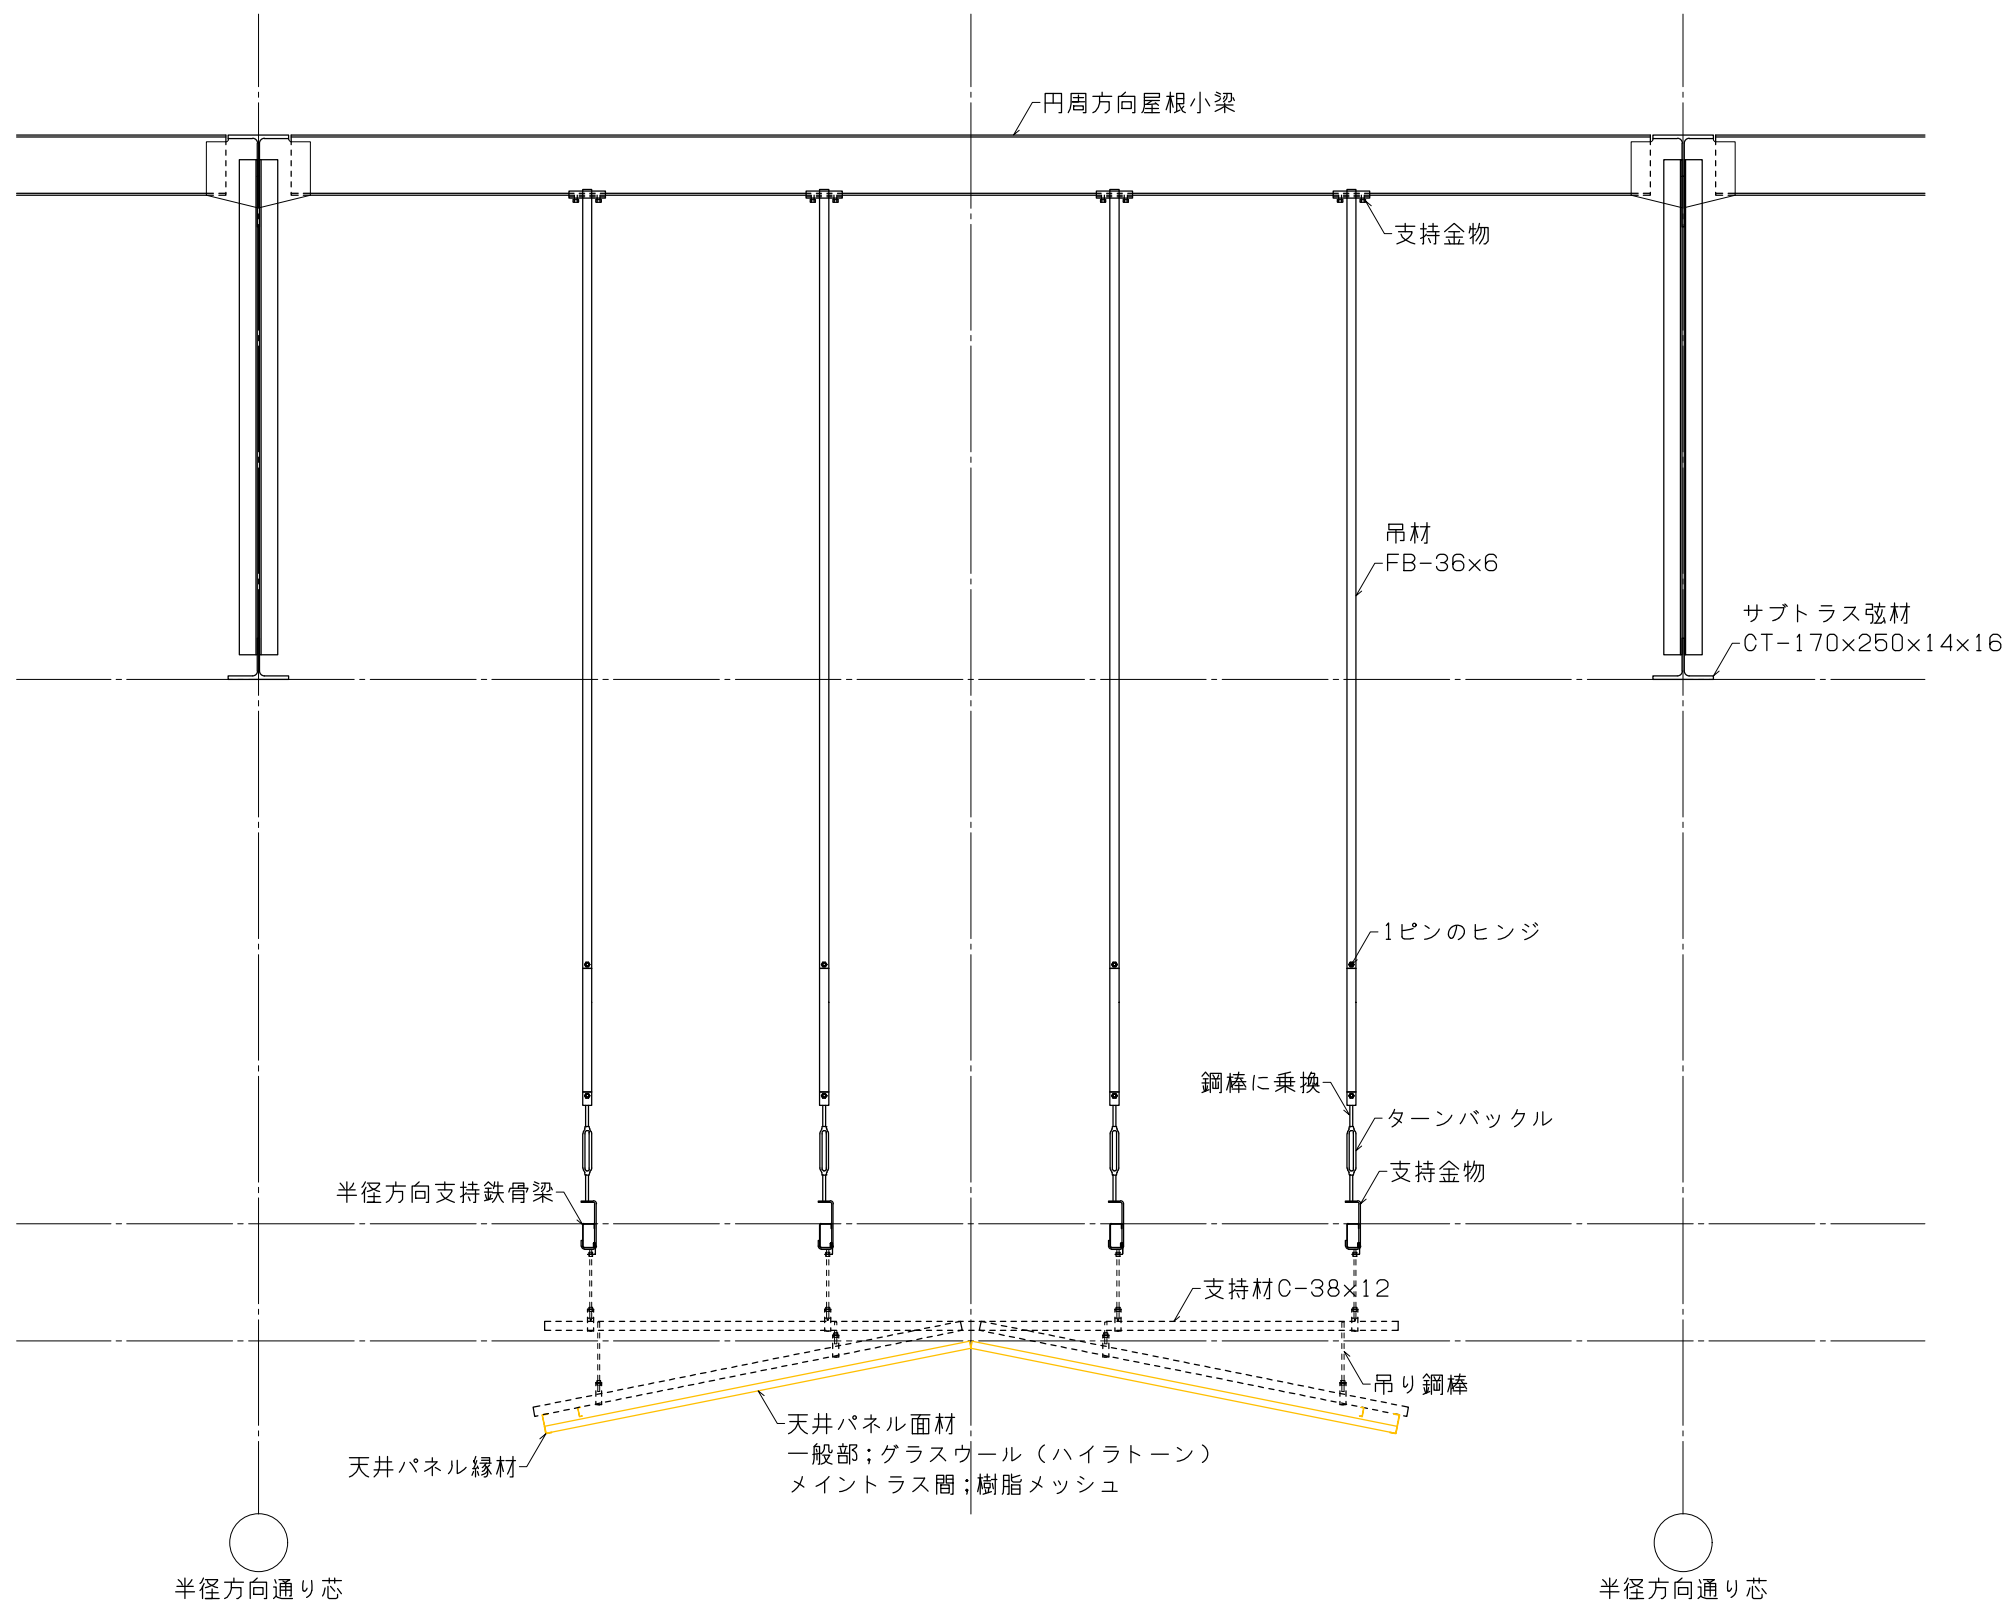 円周方向屋根小梁
支持金物
吊材
FB-36x6
サブトラス弦材
CT-170x250x14x16
1ピンのヒンジ
鋼棒に乗換
ターンバックル
支持金物
半径方向支持鉄骨梁
支持材C-38x12
吊り鋼棒
天井パネル面材
一般部;グラスウール（ハイラトーン）
メイントラス間;樹脂メッシュ
天井パネル縁材
半径方向通り芯
半径方向通り芯